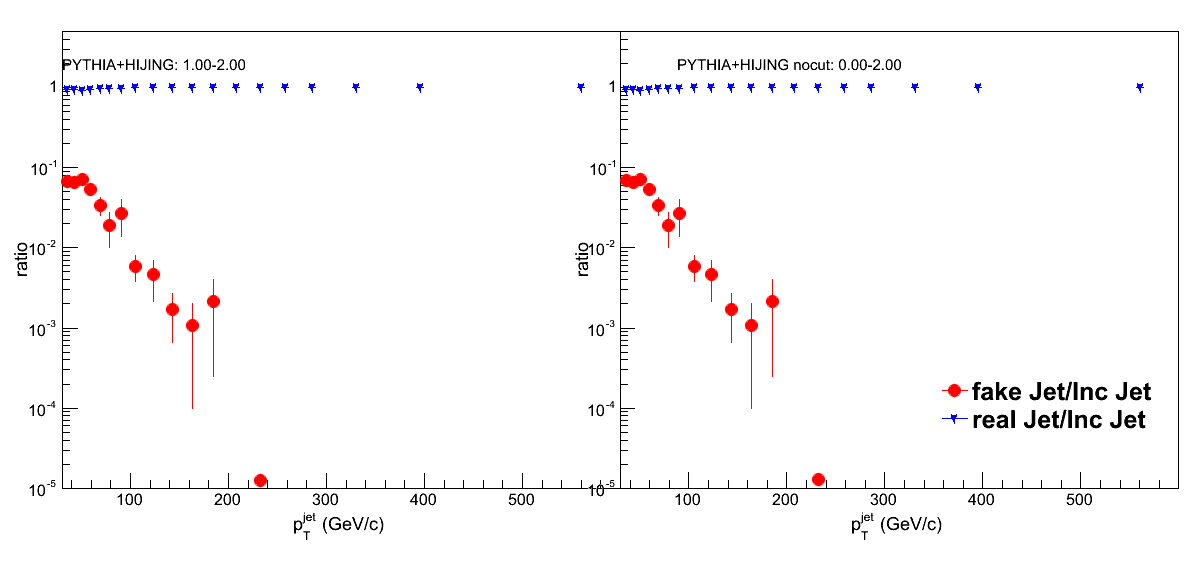 PYTHIA+HIJING: 1.00-2.00
PYTHIA+HIJING nocut: 0.00-2.00
1
10^-1
10^-2
10^-3
10^-4
10^-5
ratio
100 200 300 400 500
p_T^jet (GeV/c)
1
10^-1
10^-2
10^-3
10^-4
10^-5
ratio
100 200 300 400 500
p_T^jet (GeV/c)
fake Jet/Inc Jet
real Jet/Inc Jet